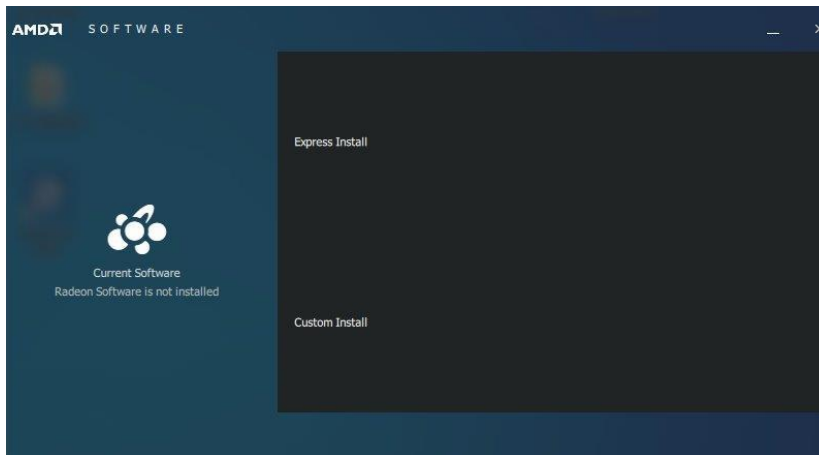 AMD SOFTWARE
Express Install
Current Software
Radeon Software is not installed
Custom Install